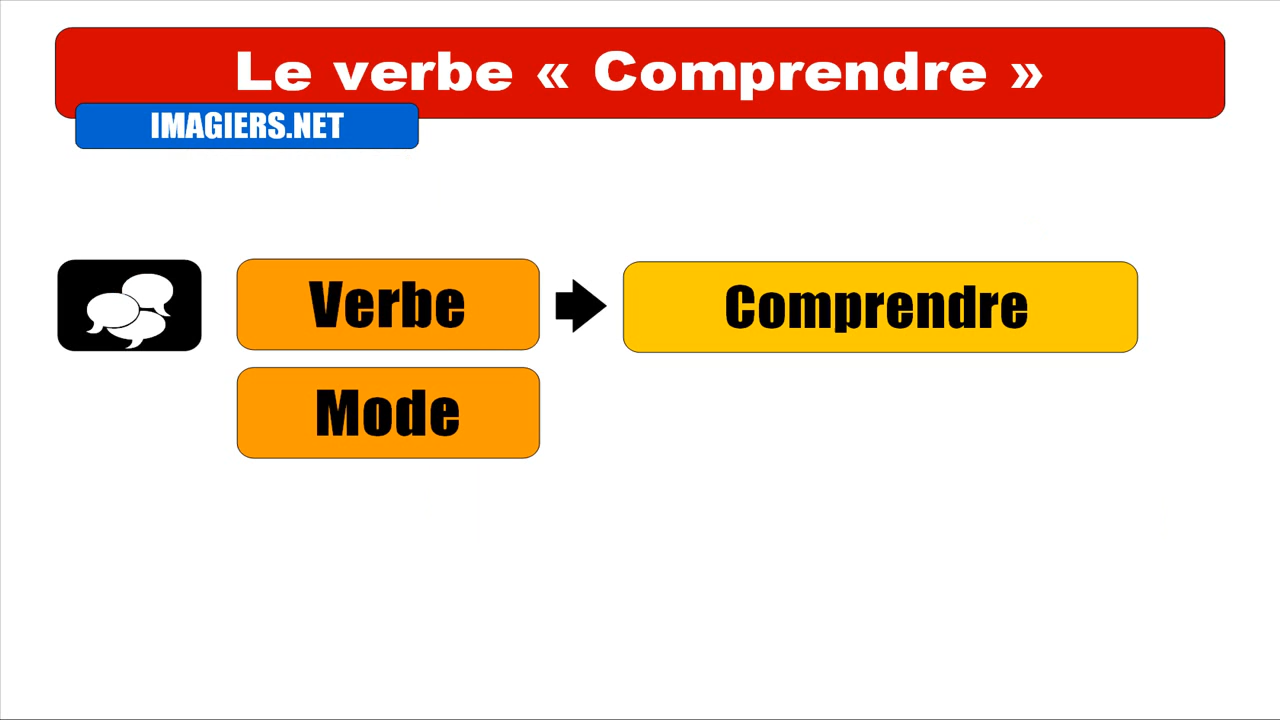 Le verbe « Comprendre »
IMAGIERS.NET
Verbe
Comprendre
Mode